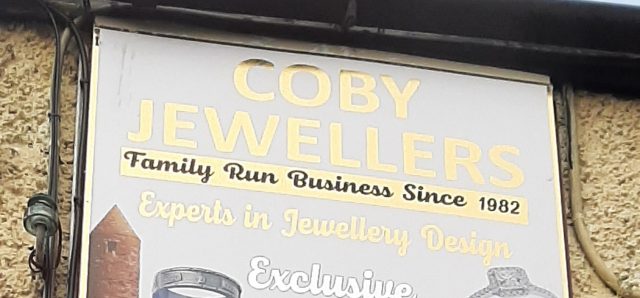 COBY
JEWELLERS
Family Run Business Since 1982
Experts in Jewellery Design
Exclusive